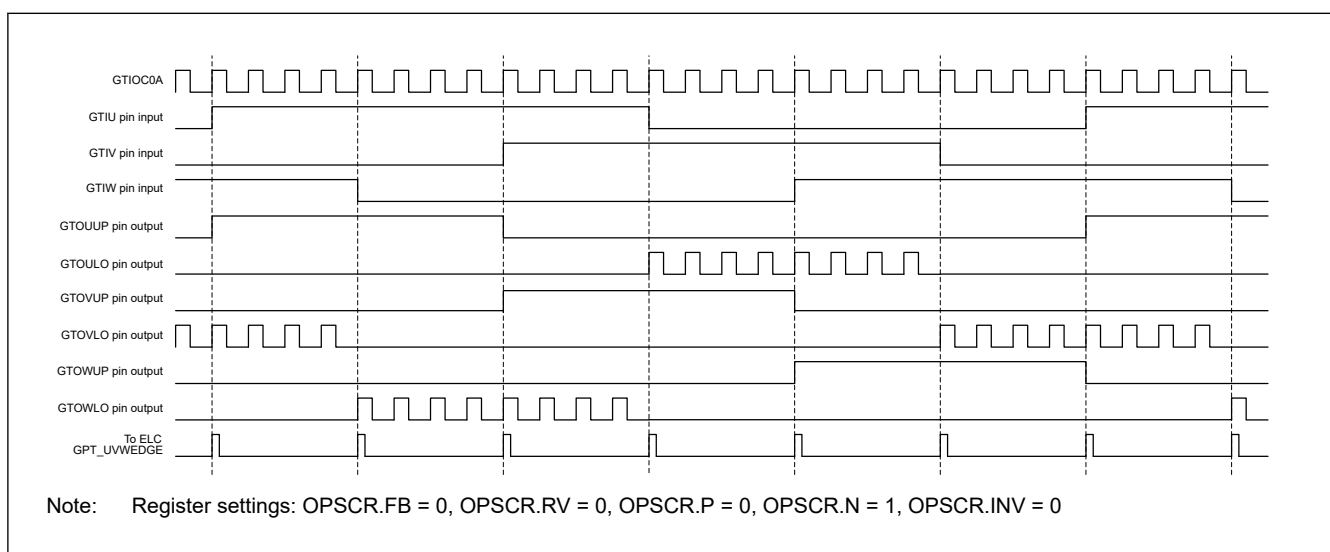 GTIOC0A
GTIU pin input
GTIV pin input
GTIW pin input
GTOUUP pin output
GTOULO pin output
GTOVUP pin output
GTOVLO pin output
GTOWUP pin output
GTOWLO pin output
To ELC
GPT_UVWEDGE
Note: Register settings: OPSCR.FB = 0, OPSCR.RV = 0, OPSCR.P = 0, OPSCR.N = 1, OPSCR.INV = 0